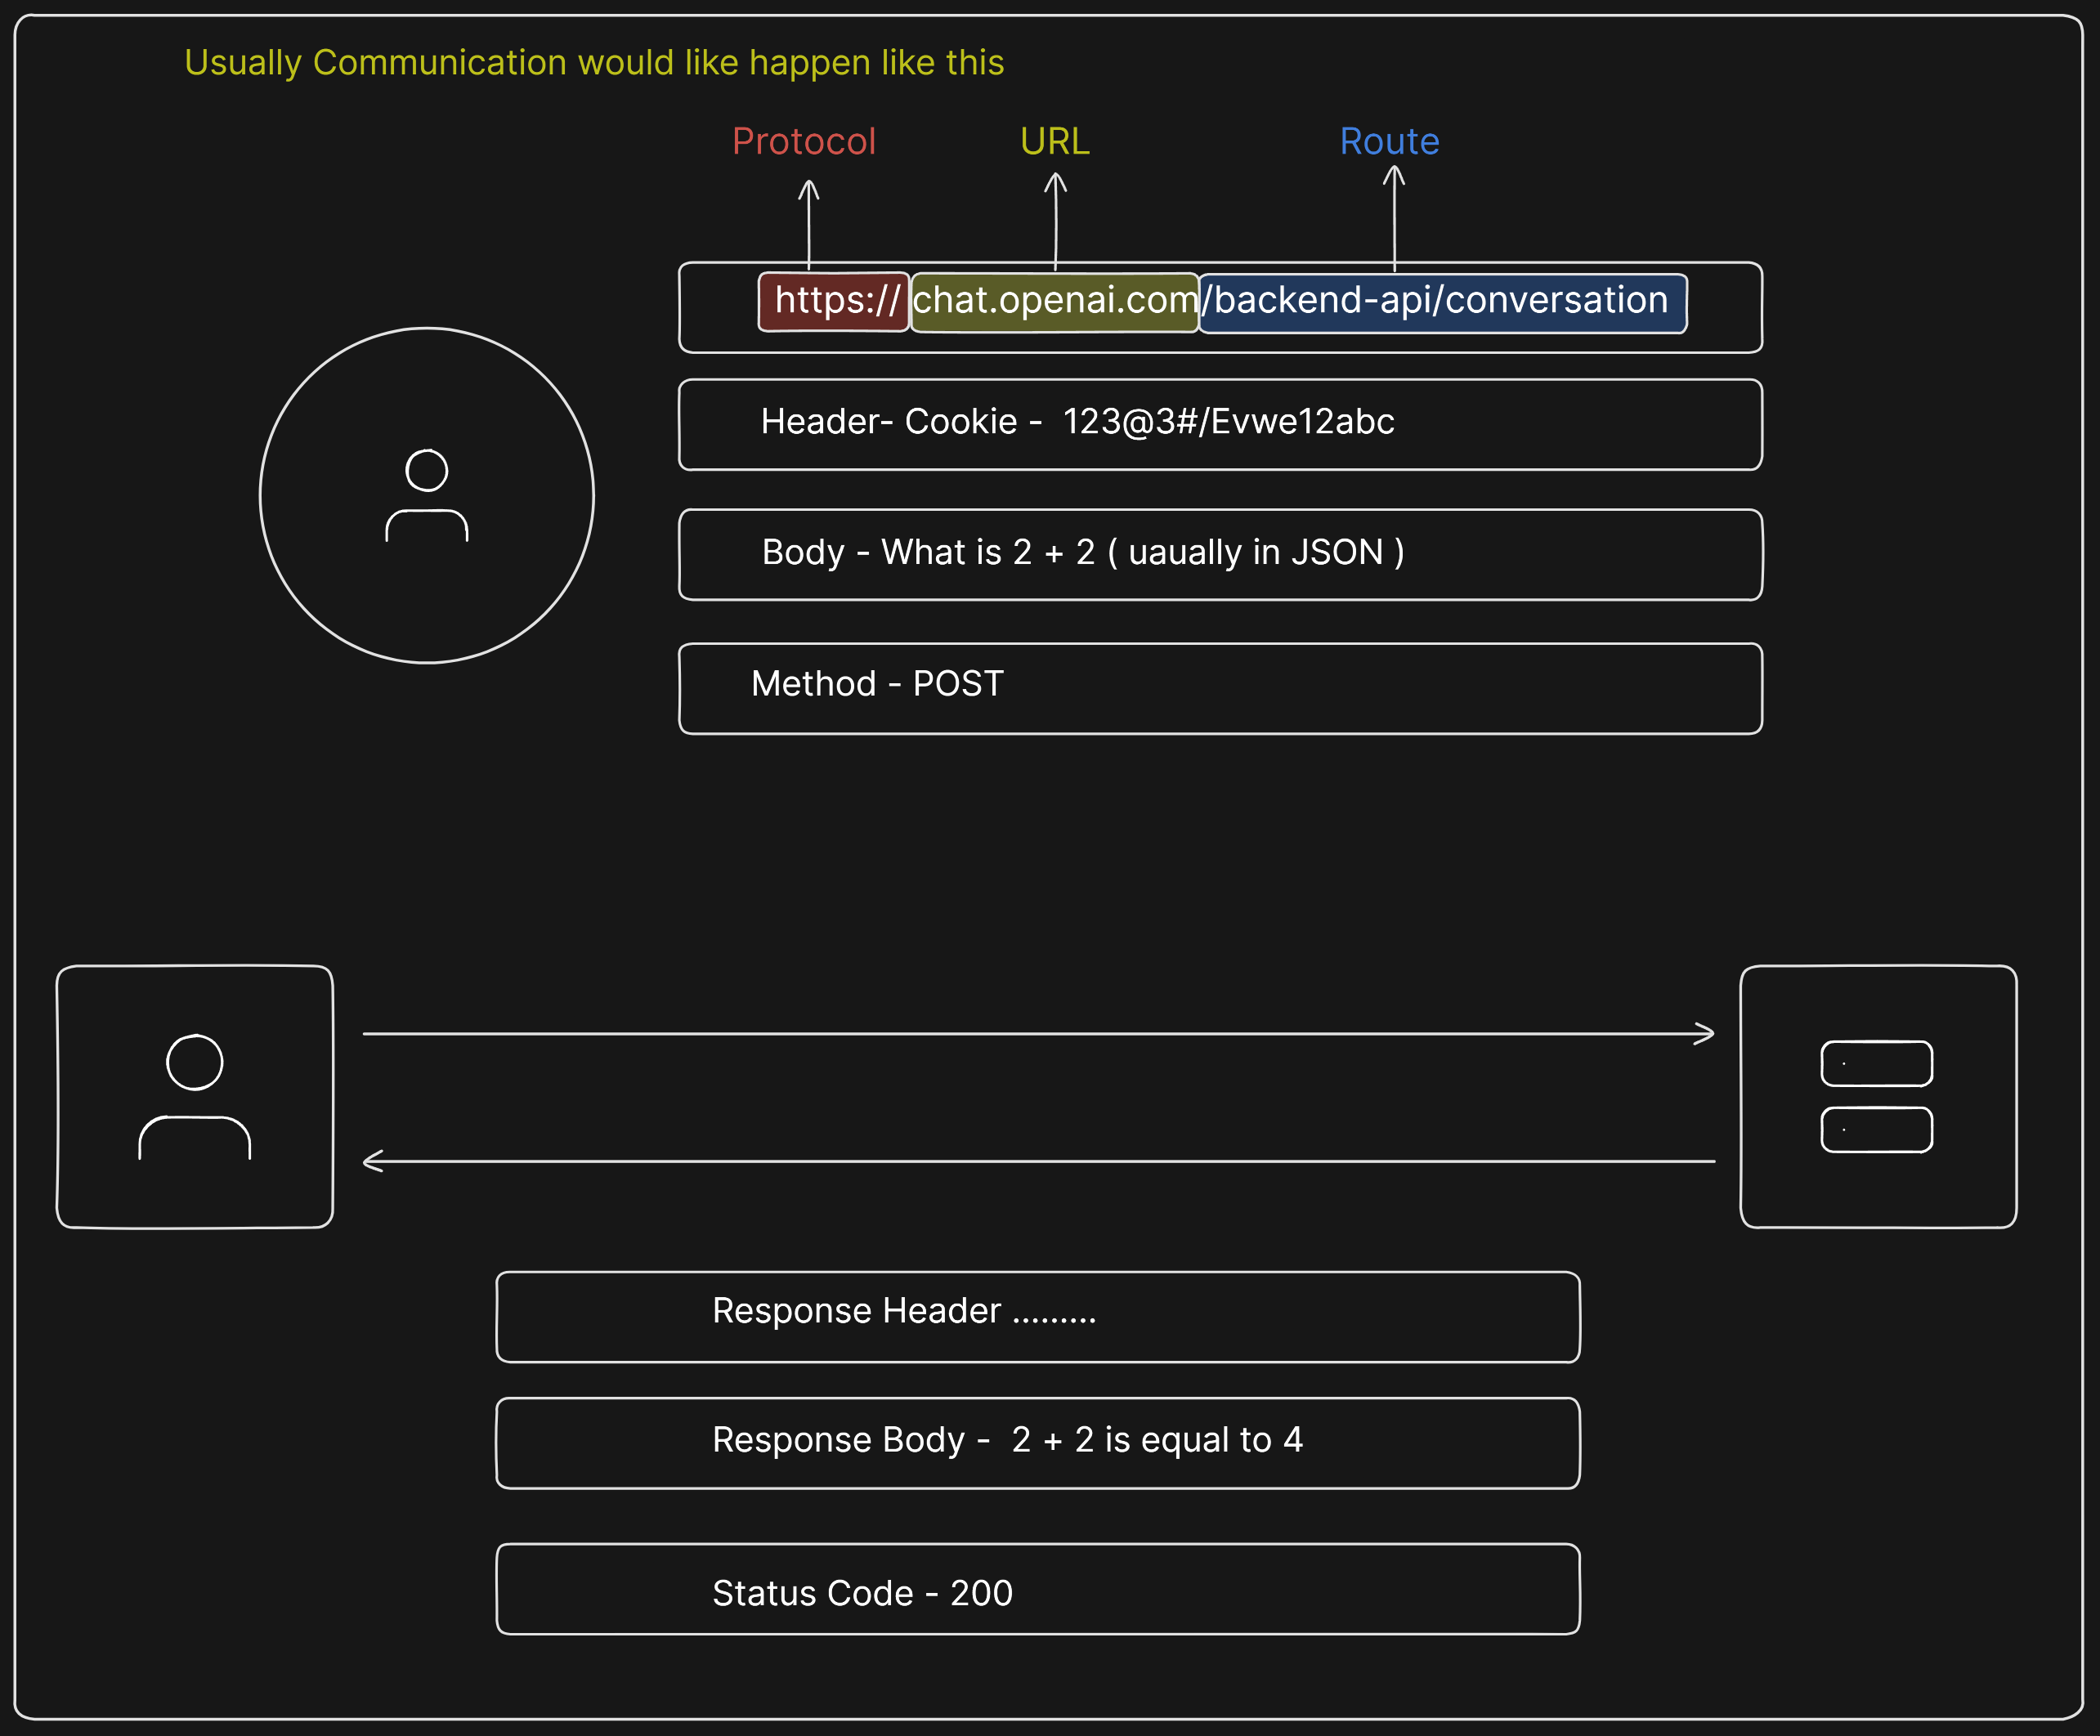 Usually Communication would like happen like this
Protocol URL Route
https:// chat.openai.com/backend-api/conversation
Header- Cookie - 123@3#/Evwe12abc
Body - What is 2 + 2 ( uaually in JSON )
Method - POST
Response Header .........
Response Body - 2 + 2 is equal to 4
Status Code - 200